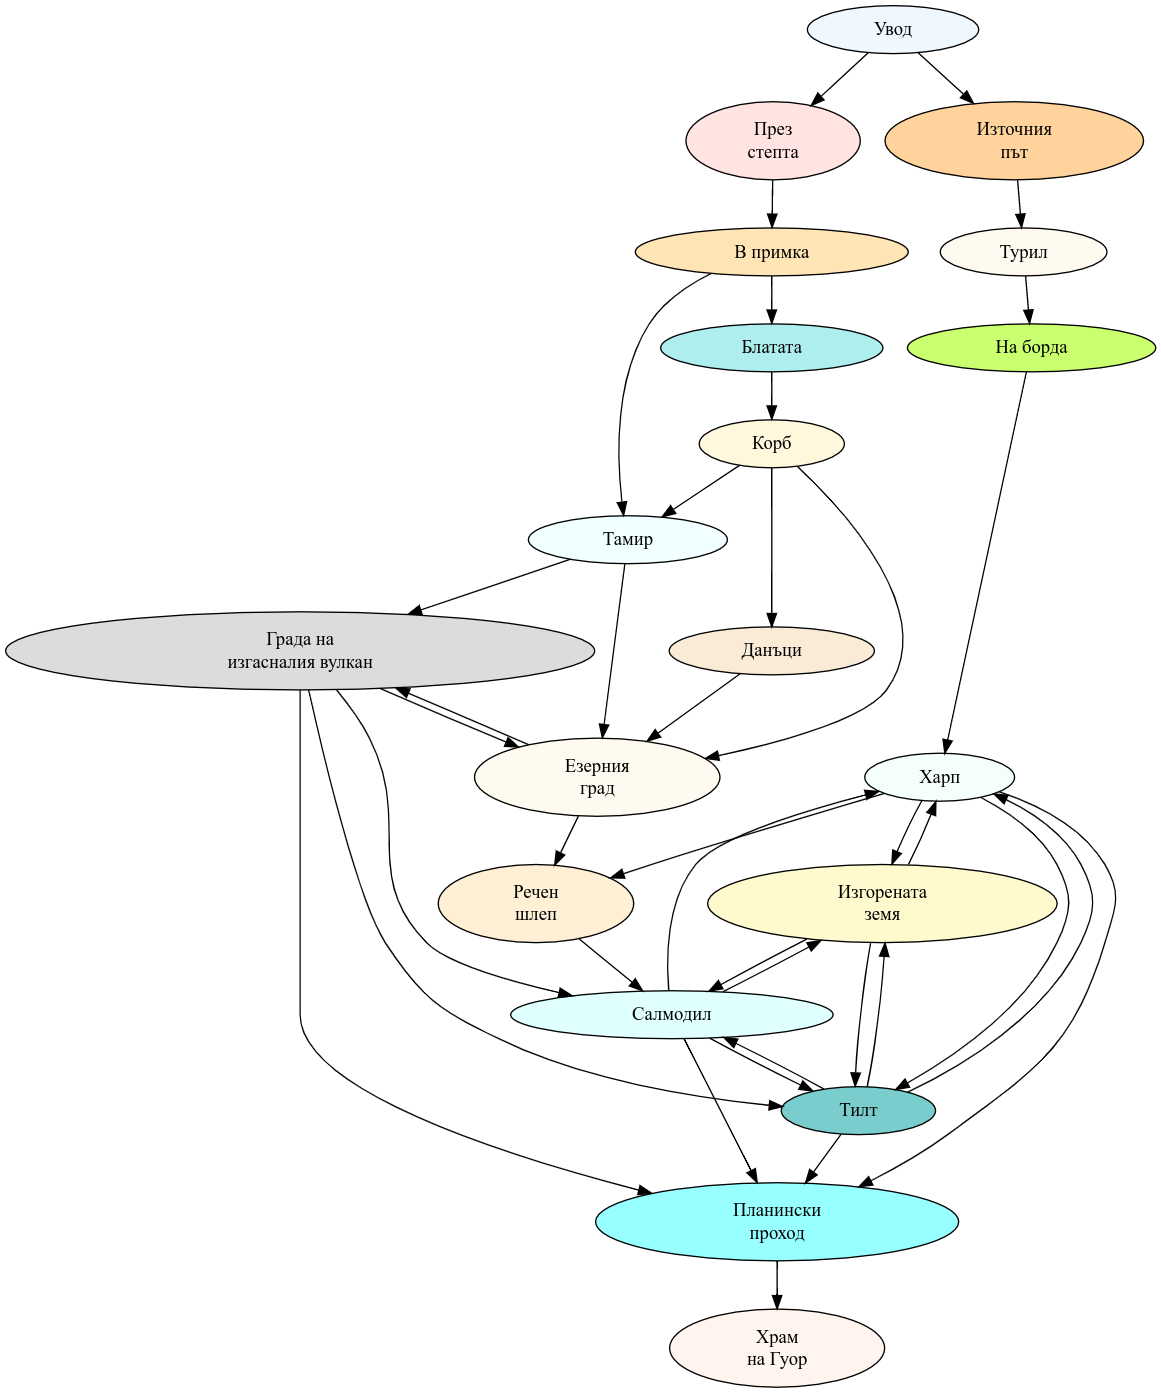 Увод
През
степта
Източния
път
В примка
Турил
Блатата
На борда
Корб
Тамир
Града на
изгасналия вулкан
Данъци
Езерния
град
Харп
Речен
шлеп
Изгорената
земя
Салмодил
Тилт
Планински
проход
Храм
на Гуор